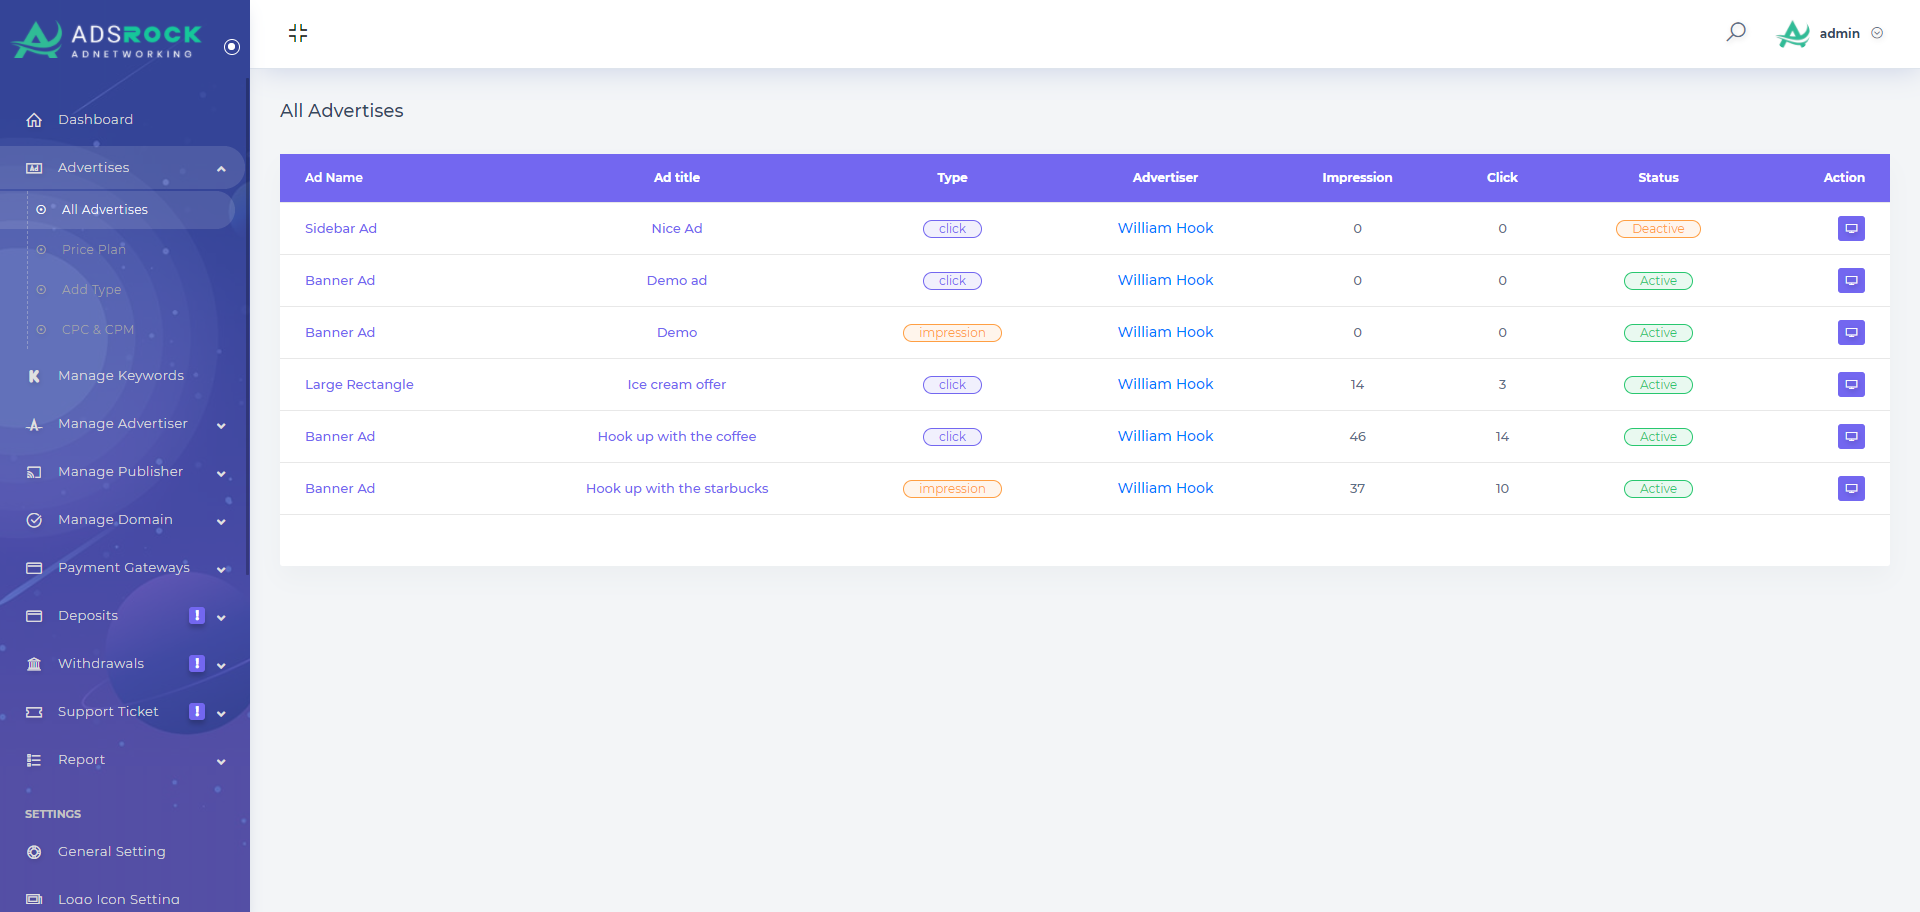 ADSROCK
ADNETWORKING
admin
Dashboard
Advertises
All Advertises
Price Plan
Add Type
CPC & CPM
Manage Keywords
Manage Advertiser
Manage Publisher
Manage Domain
Payment Gateways
Deposits !
Withdrawals !
Support Ticket !
Report
SETTINGS
General Setting
Logo Icon Setting
All Advertises
Ad Name Ad title Type Advertiser Impression Click Status Action
Sidebar Ad Nice Ad click William Hook 0 0 Deactive
Banner Ad Demo ad click William Hook 0 0 Active
Banner Ad Demo impression William Hook 0 0 Active
Large Rectangle Ice cream offer click William Hook 14 3 Active
Banner Ad Hook up with the coffee click William Hook 46 14 Active
Banner Ad Hook up with the starbucks impression William Hook 37 10 Active